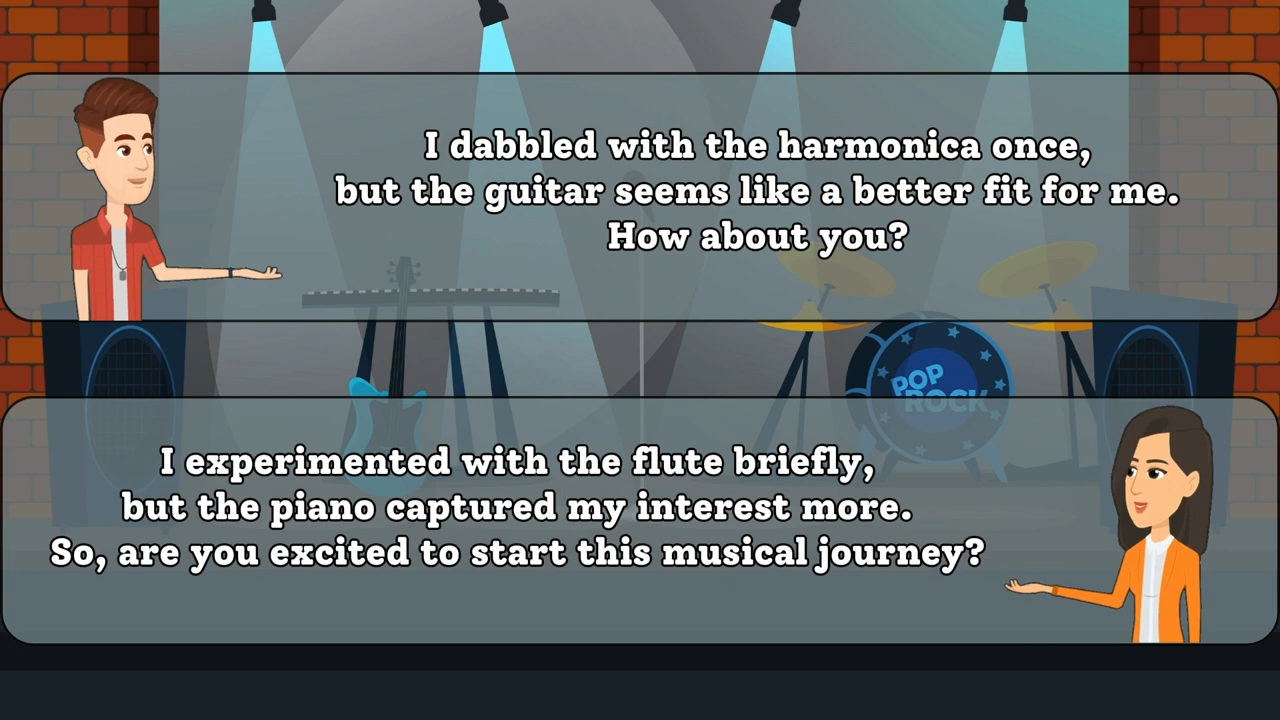 I dabbled with the harmonica once,
but the guitar seems like a better fit for me.
How about you?
POP
ROCK
I experimented with the flute briefly,
but the piano captured my interest more.
So, are you excited to start this musical journey?